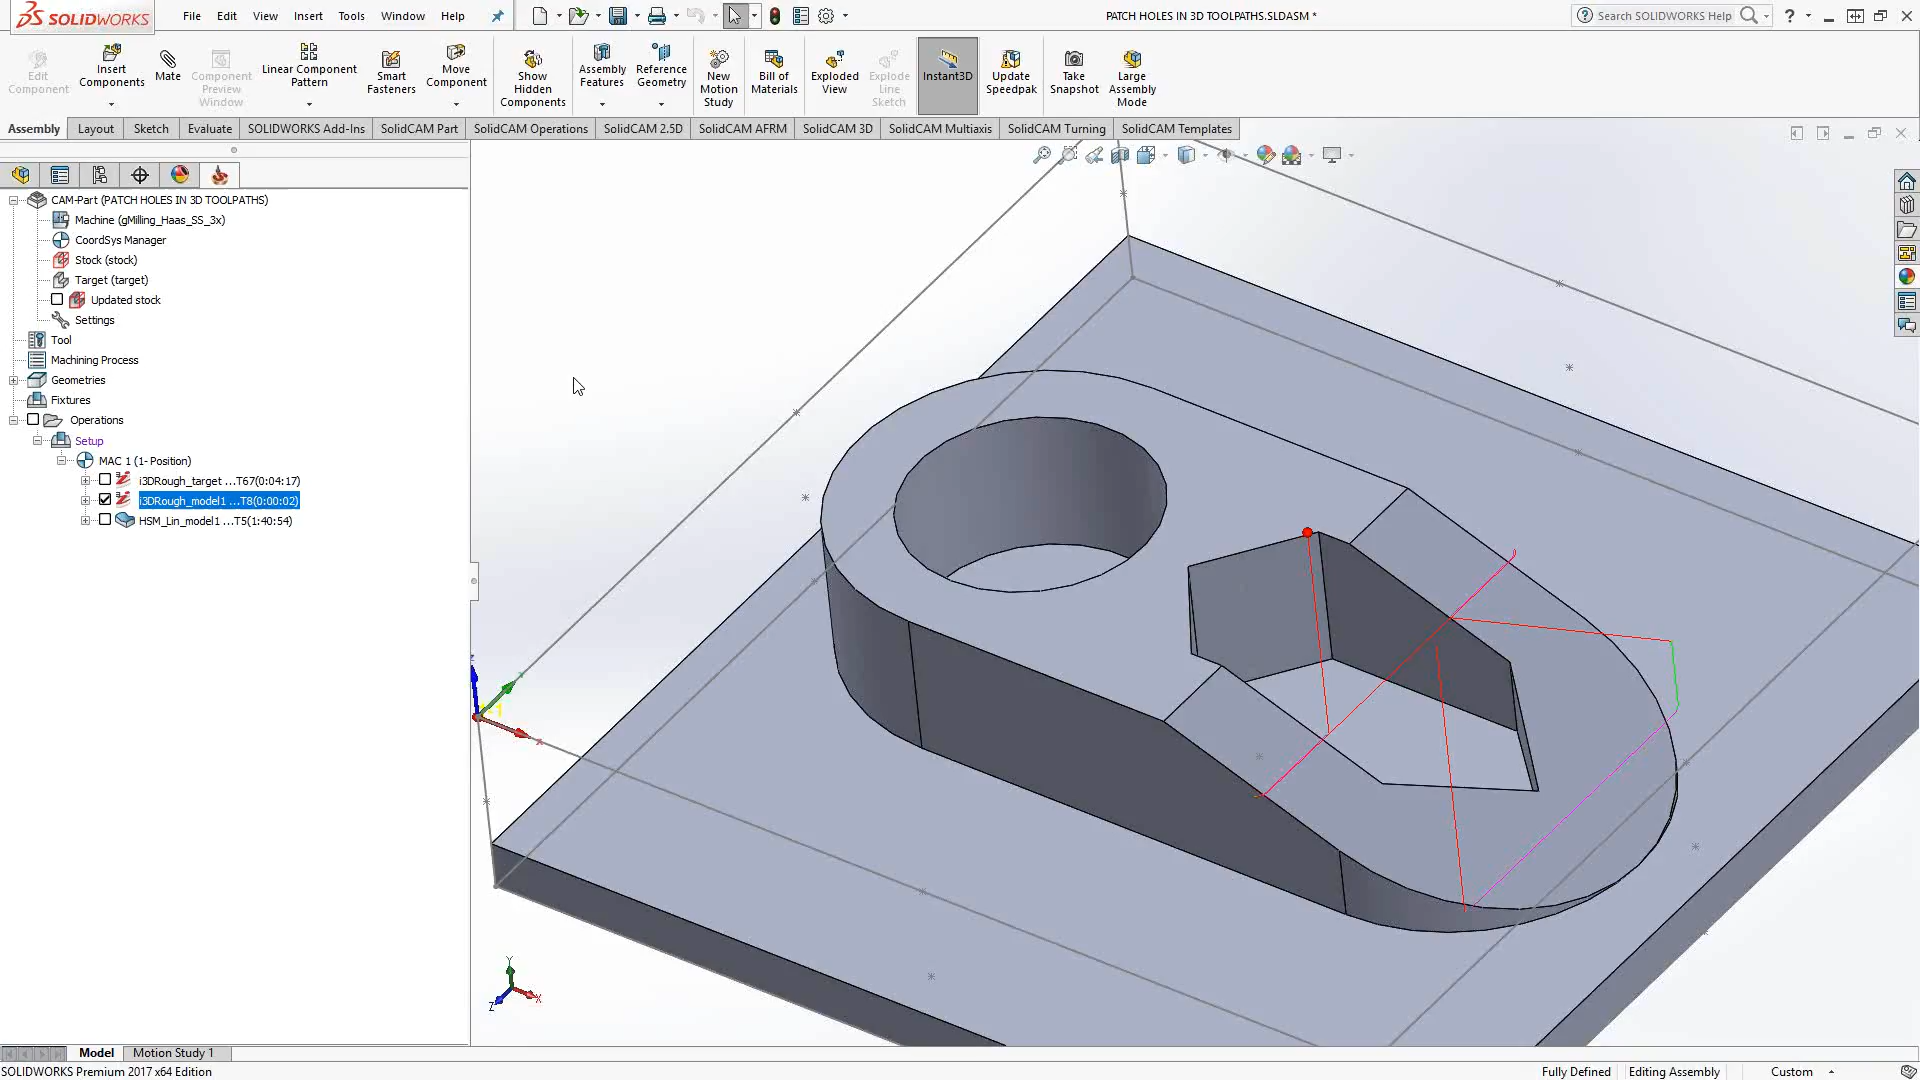 SOLIDWORKS
File Edit View Insert Tools Window Help
PATCH HOLES IN 3D TOOLPATHS.SLDASM *
Search SOLIDWORKS Help
Edit Component
Insert Components
Mate
Component Preview Window
Linear Component Pattern
Smart Fasteners
Move Component
Show Hidden Components
Assembly Features
Reference Geometry
New Motion Study
Bill of Materials
Exploded View
Explode Line Sketch
Instant3D
Update Speedpak
Take Snapshot
Large Assembly Mode
Assembly Layout Sketch Evaluate SOLIDWORKS Add-Ins SolidCAM Part SolidCAM Operations SolidCAM 2.5D SolidCAM AFRM SolidCAM 3D SolidCAM Multiaxis SolidCAM Turning SolidCAM Templates
CAM-Part (PATCH HOLES IN 3D TOOLPATHS)
Machine (gMilling_Haas_SS_3x)
CoordSys Manager
Stock (stock)
Target (target)
Updated stock
Settings
Tool
Machining Process
Geometries
Fixtures
Operations
Setup
MAC 1 (1- Position)
i3DRough_target ...T67(0:04:17)
i3DRough_model1 ...T8(0:00:02)
HSM_Lin_model1 ...T5(1:40:54)
Y
X
Z
Model Motion Study 1
SOLIDWORKS Premium 2017 x64 Edition
Fully Defined Editing Assembly Custom